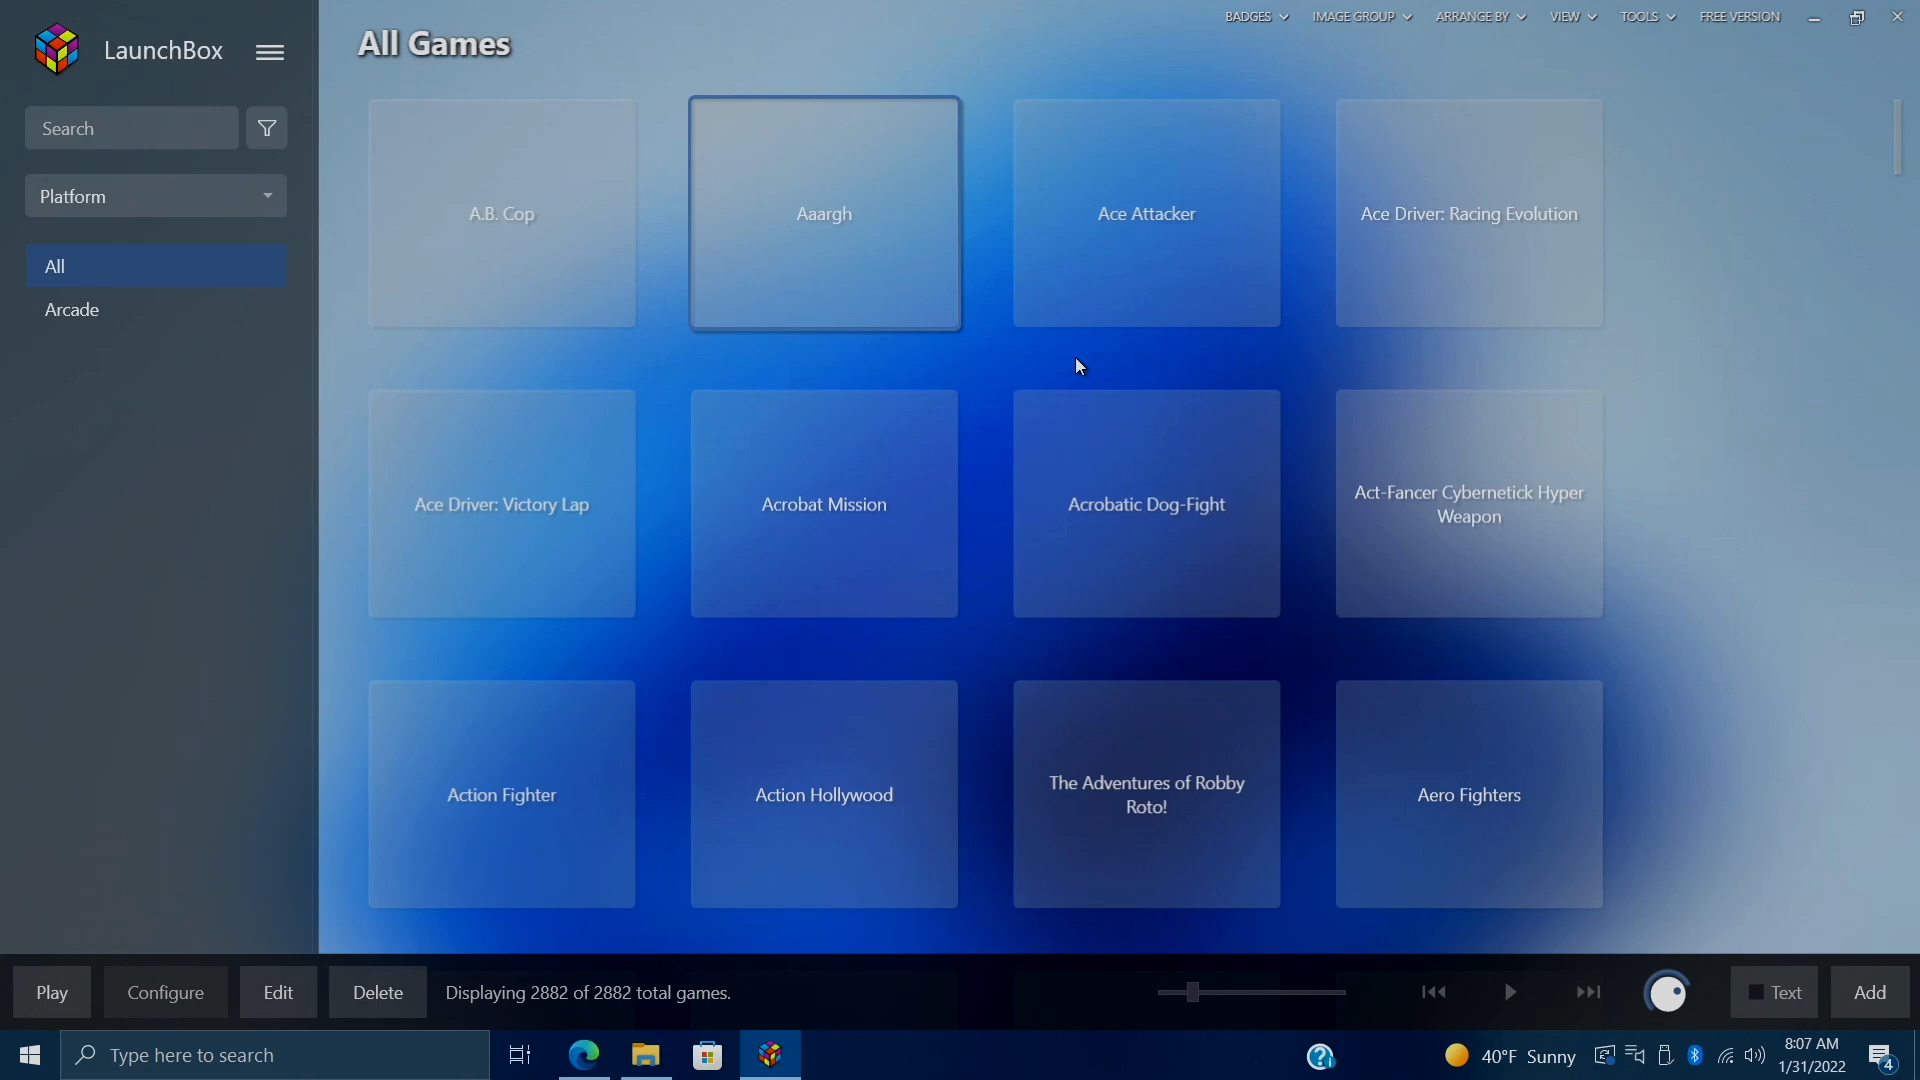 BADGES
IMAGE GROUP
ARRANGE BY
VIEW
TOOLS
FREE VERSION
LaunchBox
All Games
Search
Platform
All
Arcade
A.B. Cop
Aaargh
Ace Attacker
Ace Driver: Racing Evolution
Ace Driver: Victory Lap
Acrobat Mission
Acrobatic Dog-Fight
Act-Fancer Cybernetick Hyper
Weapon
Action Fighter
Action Hollywood
The Adventures of Robby
Roto!
Aero Fighters
Play
Configure
Edit
Delete
Displaying 2882 of 2882 total games.
Text
Add
Type here to search
40°F Sunny
8:07 AM
1/31/2022
4